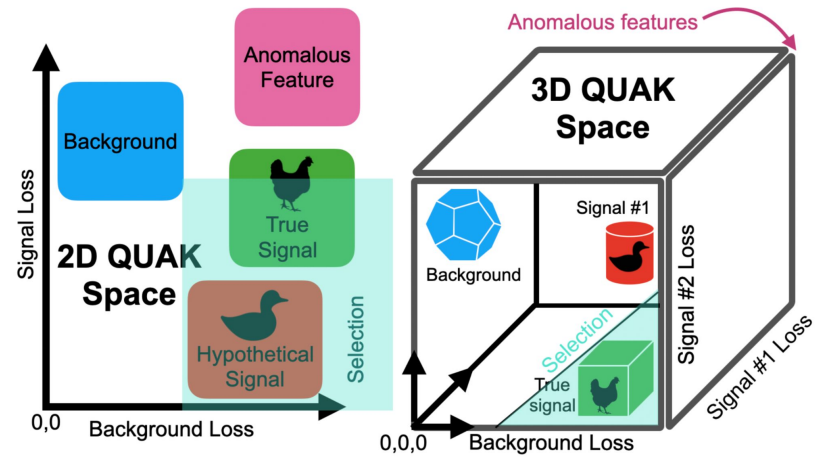 Anomalous
Feature
Background
True
Signal
2D QUAK
Space
Hypothetical
Signal
Selection
Signal Loss
0,0
Background Loss
Anomalous features
3D QUAK
Space
Signal #1
Background
Selection
True
signal
Signal #2 Loss
Signal #1 Loss
0,0,0
Background Loss